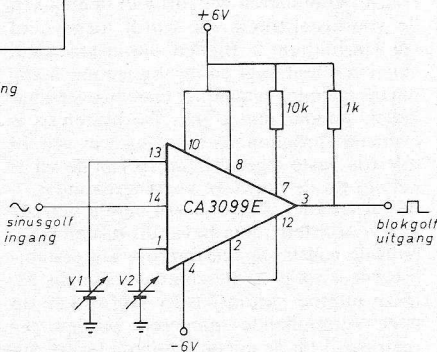 ng
+6V
10k
1k
10
8
13
7
14
CA3099E
3
12
sinusgolf
ingang
blokgolf
uitgang
1
2
V1
V2
4
-6V